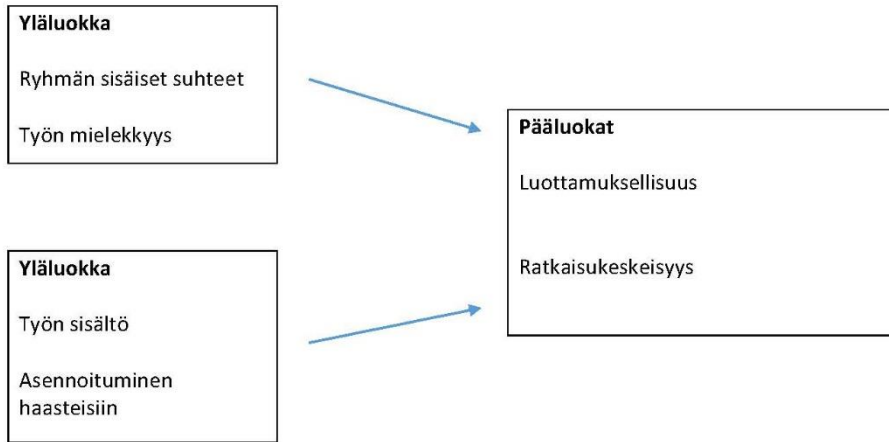 Yläluokka
Ryhmän sisäiset suhteet
Työn mielekkyys
Yläluokka
Työn sisältö
Asennoituminen
haasteisiin
Pääluokat
Luottamuksellisuus
Ratkaisukeskeisyys